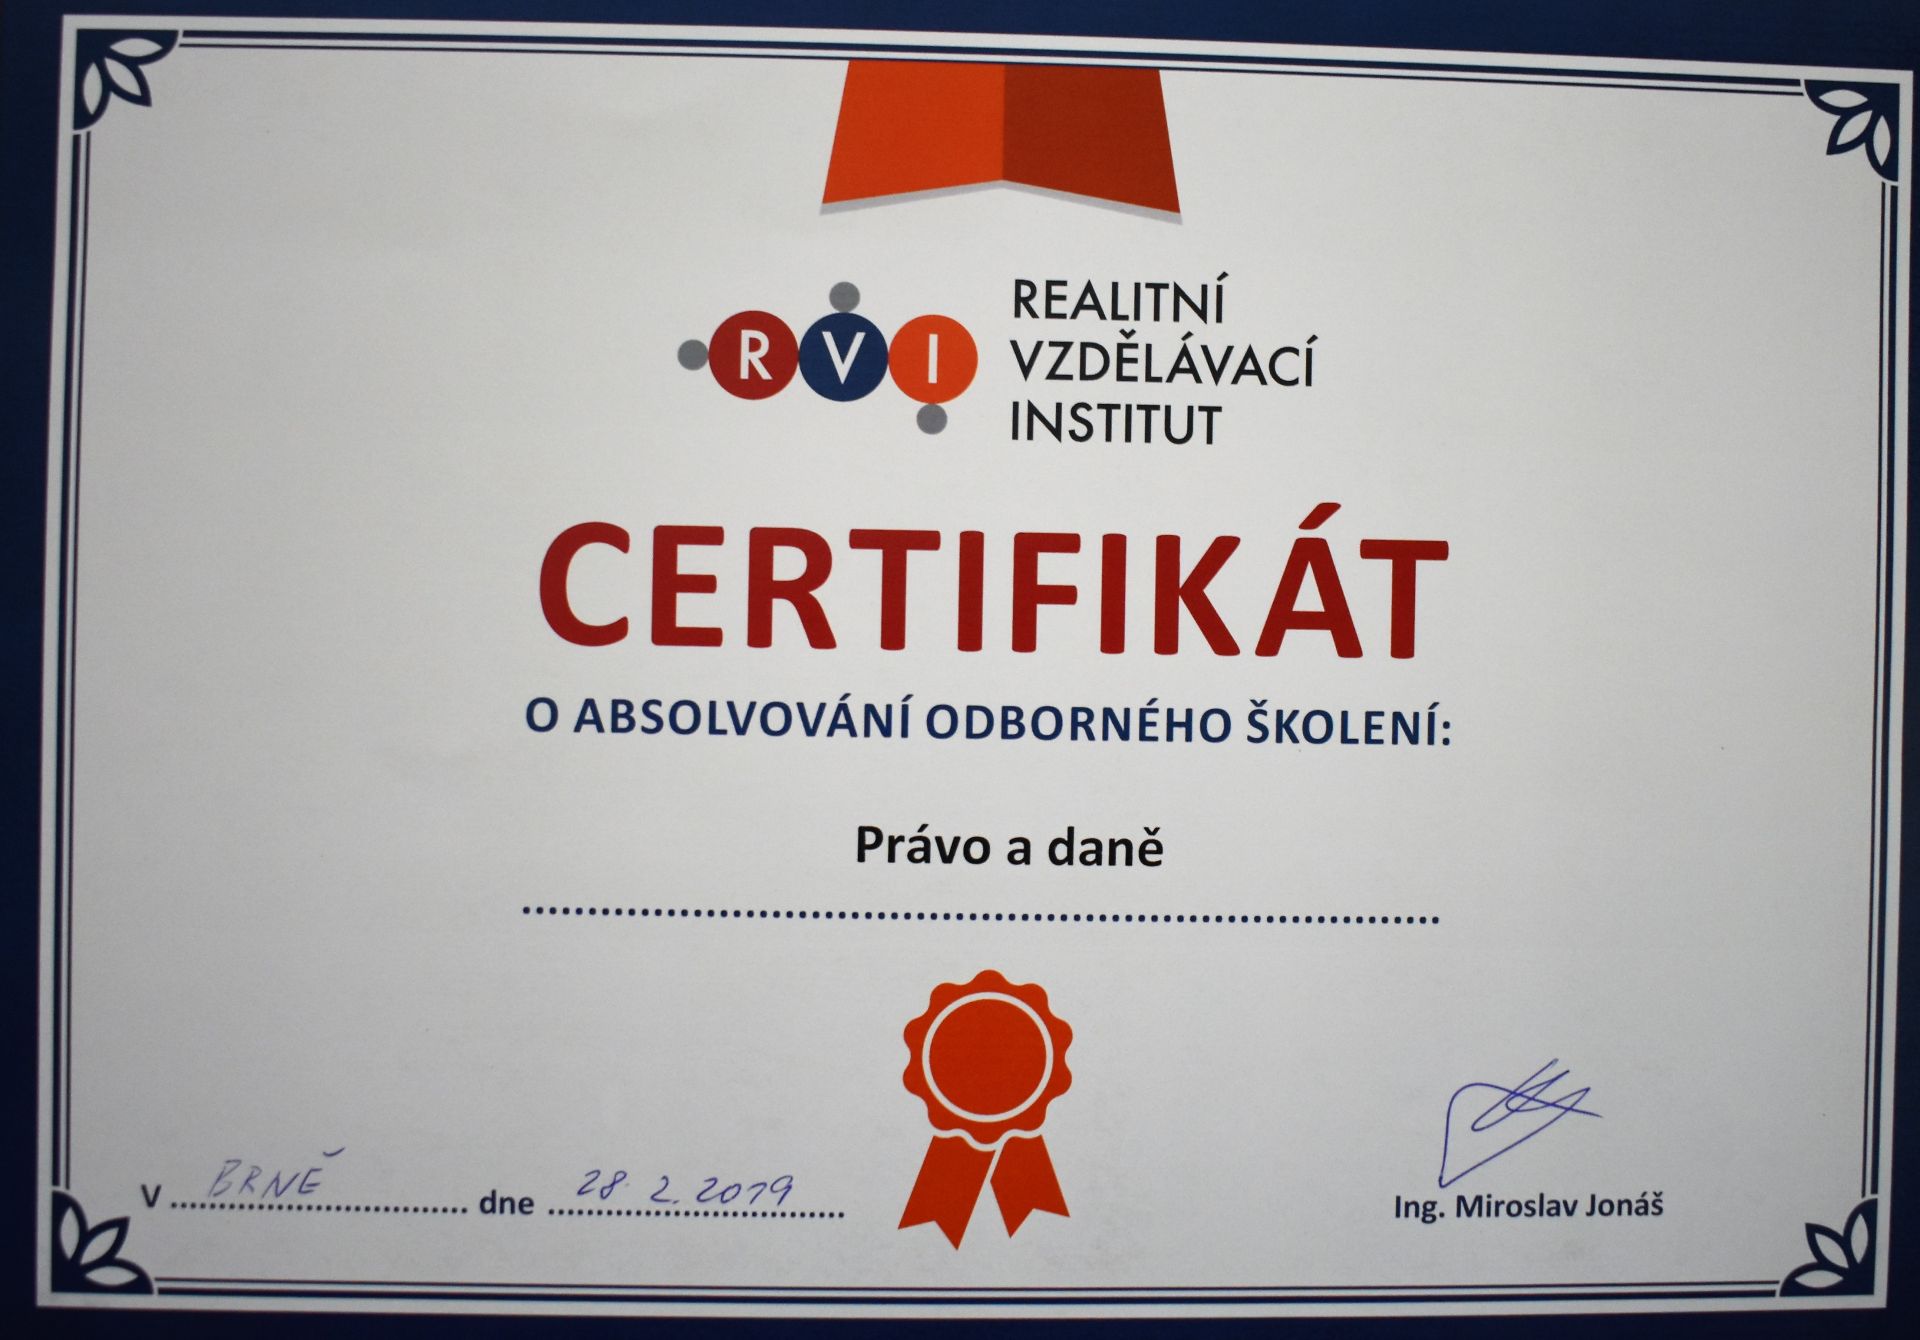 RVI
REALITNÍ
VZDĚLÁVACÍ
INSTITUT
CERTIFIKÁT
O ABSOLVOVÁNÍ ODBORNÉHO ŠKOLENÍ:
Právo a daně
V BRNĚ dne 28. 2. 2019
Ing. Miroslav Jonáš